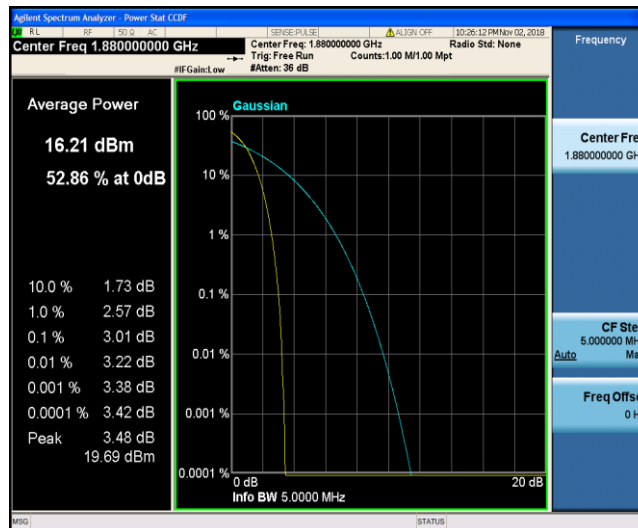 Agilent Spectrum Analyzer - Power Stat CCDF
RL RF 50 Ω AC SENSE:PULSE ALIGN OFF 10:26:12 PM Nov 02, 2018
Center Freq 1.880000000 GHz
Center Freq: 1.880000000 GHz Radio Std: None
Trig: Free Run Counts:1.00 M/1.00 Mpt
#IFGain:Low #Atten: 36 dB
Frequency
Average Power
16.21 dBm
52.86 % at 0dB
10.0 % 1.73 dB
1.0 % 2.57 dB
0.1 % 3.01 dB
0.01 % 3.22 dB
0.001 % 3.38 dB
0.0001 % 3.42 dB
Peak 3.48 dB
19.69 dBm
Gaussian
100 %
10 %
1 %
0.1 %
0.01 %
0.001 %
0.0001 %
0 dB 20 dB
Info BW 5.0000 MHz
Center Fre
1.880000000 GH
CF Ste
5.000000 MH
Auto Ma
Freq Offs
0 H
MSG STATUS